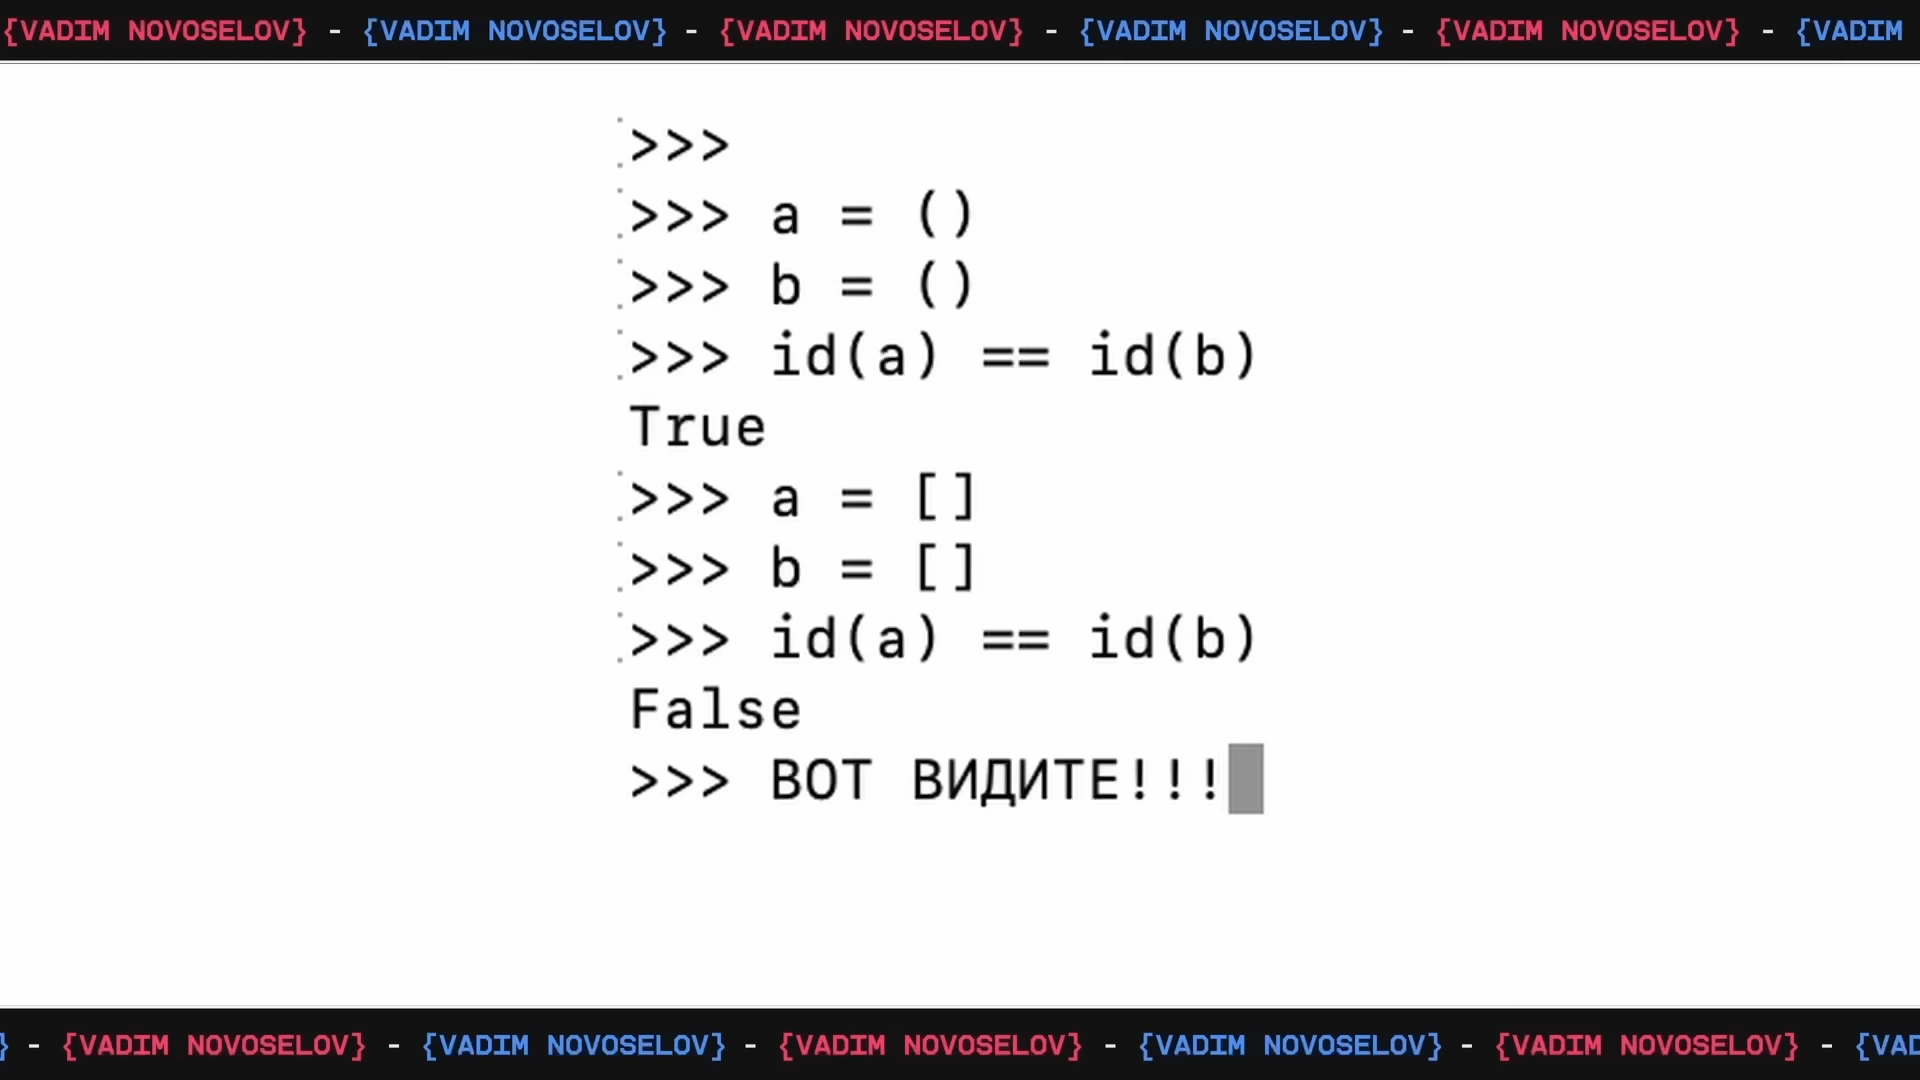 {VADIM NOVOSELOV} - {VADIM NOVOSELOV} - {VADIM NOVOSELOV} - {VADIM NOVOSELOV} - {VADIM NOVOSELOV} - {VADIM
>>>
>>> a = ()
>>> b = ()
>>> id(a) == id(b)
True
>>> a = []
>>> b = []
>>> id(a) == id(b)
False
>>> ВОТ ВИДИТЕ!!!
} - {VADIM NOVOSELOV} - {VADIM NOVOSELOV} - {VADIM NOVOSELOV} - {VADIM NOVOSELOV} - {VADIM NOVOSELOV} - {VAD